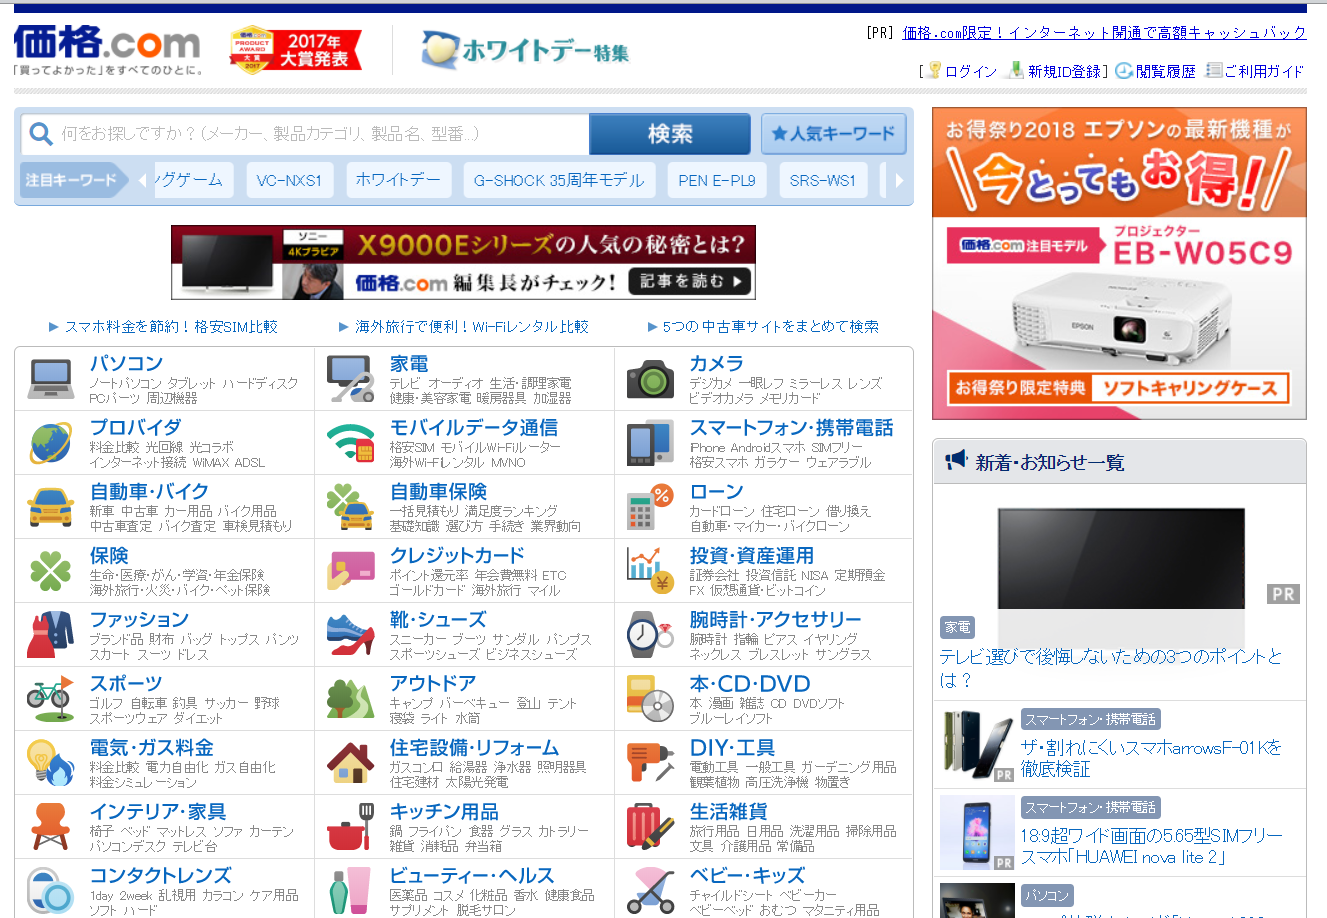 価格.com
「買ってよかった」をすべてのひとに。
価格.com
PRODUCT AWARD
大賞
2017
2017年
大賞発表
ホワイトデー特集
[PR] 価格.com限定！インターネット開通で高額キャッシュバック
[ ログイン 新規ID登録] 閲覧履歴 ご利用ガイド
何をお探しですか？（メーカー、製品カテゴリ、製品名、型番...）
検索
★人気キーワード
注目キーワード
グゲーム
VC-NXS1
ホワイトデー
G-SHOCK 35周年モデル
PEN E-PL9
SRS-WS1
ソニー
4Kブラビア
X9000Eシリーズの人気の秘密とは？
価格.com 編集長がチェック！
記事を読む
スマホ料金を節約！格安SIM比較
海外旅行で便利！Wi-Fiレンタル比較
5つの中古車サイトをまとめて検索
パソコン
ノートパソコン タブレット ハードディスク
PCパーツ 周辺機器
家電
テレビ オーディオ 生活・調理家電
健康・美容家電 暖房器具 加湿器
カメラ
デジカメ 一眼レフ ミラーレス レンズ
ビデオカメラ メモリカード
プロバイダ
料金比較 光回線 光コラボ
インターネット接続 WiMAX ADSL
モバイルデータ通信
格安SIM モバイルWi-Fiルーター
海外Wi-Fiレンタル MVNO
スマートフォン・携帯電話
iPhone Androidスマホ SIMフリー
格安スマホ ガラケー ウェアラブル
自動車・バイク
新車 中古車 カー用品 バイク用品
中古車査定 バイク査定 車検見積もり
自動車保険
一括見積もり 満足度ランキング
基礎知識 選び方 手続き 業界動向
ローン
カードローン 住宅ローン 借り換え
自動車・マイカー・バイクローン
保険
生命・医療・がん・学資・年金保険
海外旅行・火災・バイク・ペット保険
クレジットカード
ポイント還元率 年会費無料 ETC
ゴールドカード 海外旅行 マイル
投資・資産運用
証券会社 投資信託 NISA 定期預金
FX 仮想通貨・ビットコイン
ファッション
ブランド品 財布 バッグ トップス パンツ
スカート スーツ ドレス
靴・シューズ
スニーカー ブーツ サンダル パンプス
スポーツシューズ ビジネスシューズ
腕時計・アクセサリー
腕時計 指輪 ピアス イヤリング
ネックレス ブレスレット サングラス
スポーツ
ゴルフ 自転車 釣具 サッカー 野球
スポーツウェア ダイエット
アウトドア
キャンプ バーベキュー 登山 テント
寝袋 ライト 水筒
本・CD・DVD
本 漫画 雑誌 CD DVDソフト
ブルーレイソフト
電気・ガス料金
料金比較 電力自由化 ガス自由化
料金シミュレーション
住宅設備・リフォーム
ガスコンロ 給湯器 浄水器 照明器具
住宅建材 太陽光発電
DIY・工具
電動工具 一般工具 ガーデニング用品
観葉植物 高圧洗浄機 物置き
インテリア・家具
椅子 ベッド マットレス ソファ カーテン
パソコンデスク テレビ台
キッチン用品
鍋 フライパン 食器 グラス カトラリー
雑貨 消耗品 弁当箱
生活雑貨
旅行用品 日用品 洗濯用品 掃除用品
文具 介護用品 常備品
コンタクトレンズ
1day 2week 乱視用 カラコン ケア用品
ソフト ハード
ビューティー・ヘルス
医薬品 コスメ 化粧品 香水 健康食品
サプリメント 脱毛サロン
ベビー・キッズ
チャイルドシート ベビーカー
ベビーベッド おむつ マタニティ用品
お得祭り2018 エプソンの最新機種が
今とってもお得！
価格.com 注目モデル
プロジェクター
EB-W05C9
EPSON
お得祭り限定特典 ソフトキャリングケース
新着・お知らせ一覧
PR
家電
テレビ選びで後悔しないための3つのポイントと
は？
スマートフォン・携帯電話
ザ・割れにくいスマホarrowsF-01Kを
徹底検証
PR
スマートフォン・携帯電話
18:9超ワイド画面の5.65型SIMフリー
スマホ「HUAWEI nova lite 2」
PR
パソコン